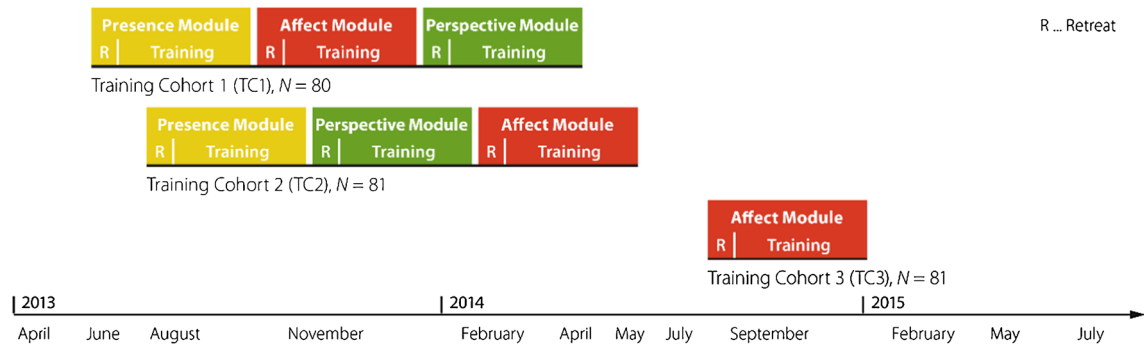 Presence Module Affect Module Perspective Module R ... Retreat
R Training R Training R Training
Training Cohort 1 (TC1), N = 80
Presence Module Perspective Module Affect Module
R Training R Training R Training
Training Cohort 2 (TC2), N = 81
Affect Module
R Training
Training Cohort 3 (TC3), N = 81
2013 2014 2015
April June August November February April May July September February May July